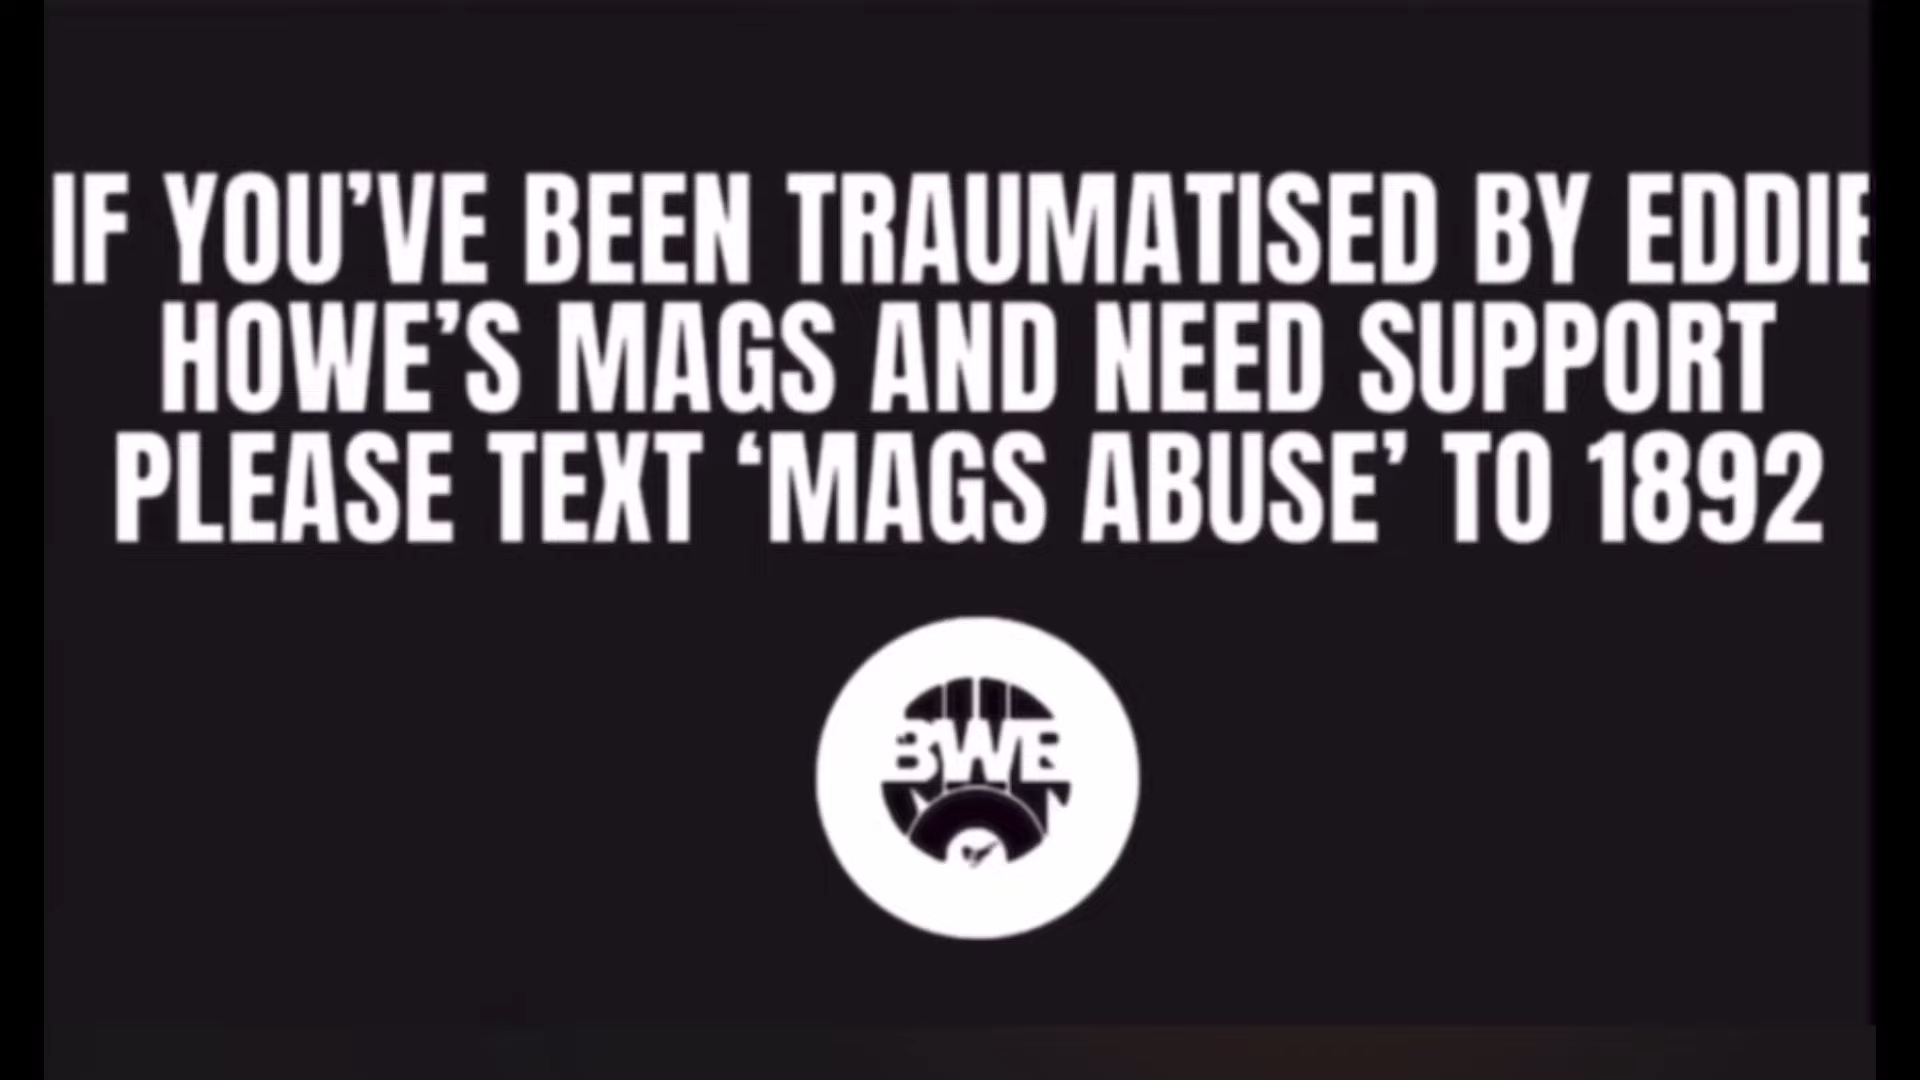 IF YOU'VE BEEN TRAUMATISED BY EDDIE
HOWE'S MAGS AND NEED SUPPORT
PLEASE TEXT ‘MAGS ABUSE’ TO 1892
BWB